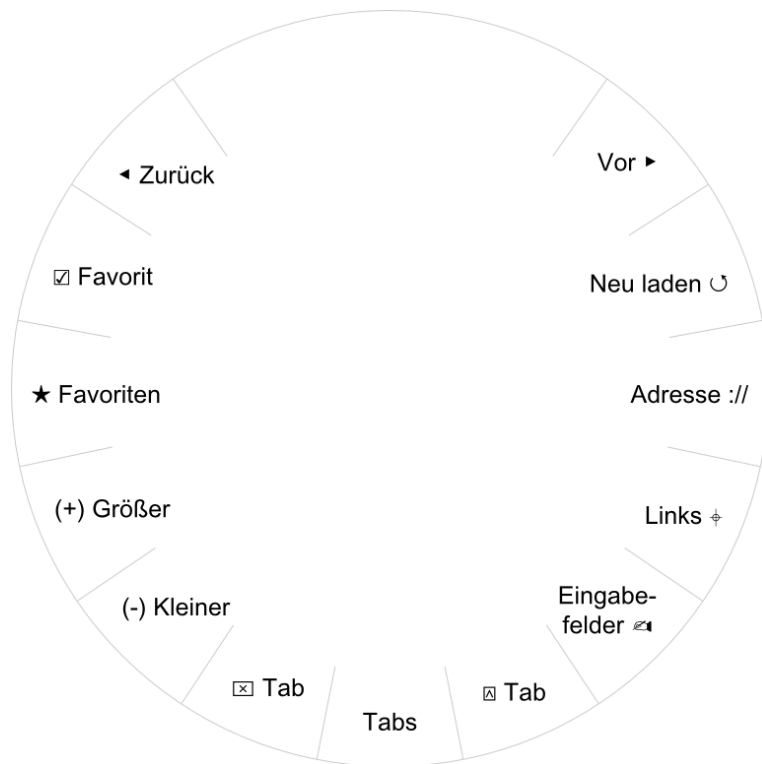 ◂ Zurück
Vor ▸
☑ Favorit
Neu laden ↺
★ Favoriten
Adresse ://
(+) Größer
Links ⌖
(-) Kleiner
Eingabe-
felder ✍
☒ Tab
Tabs
⍓ Tab